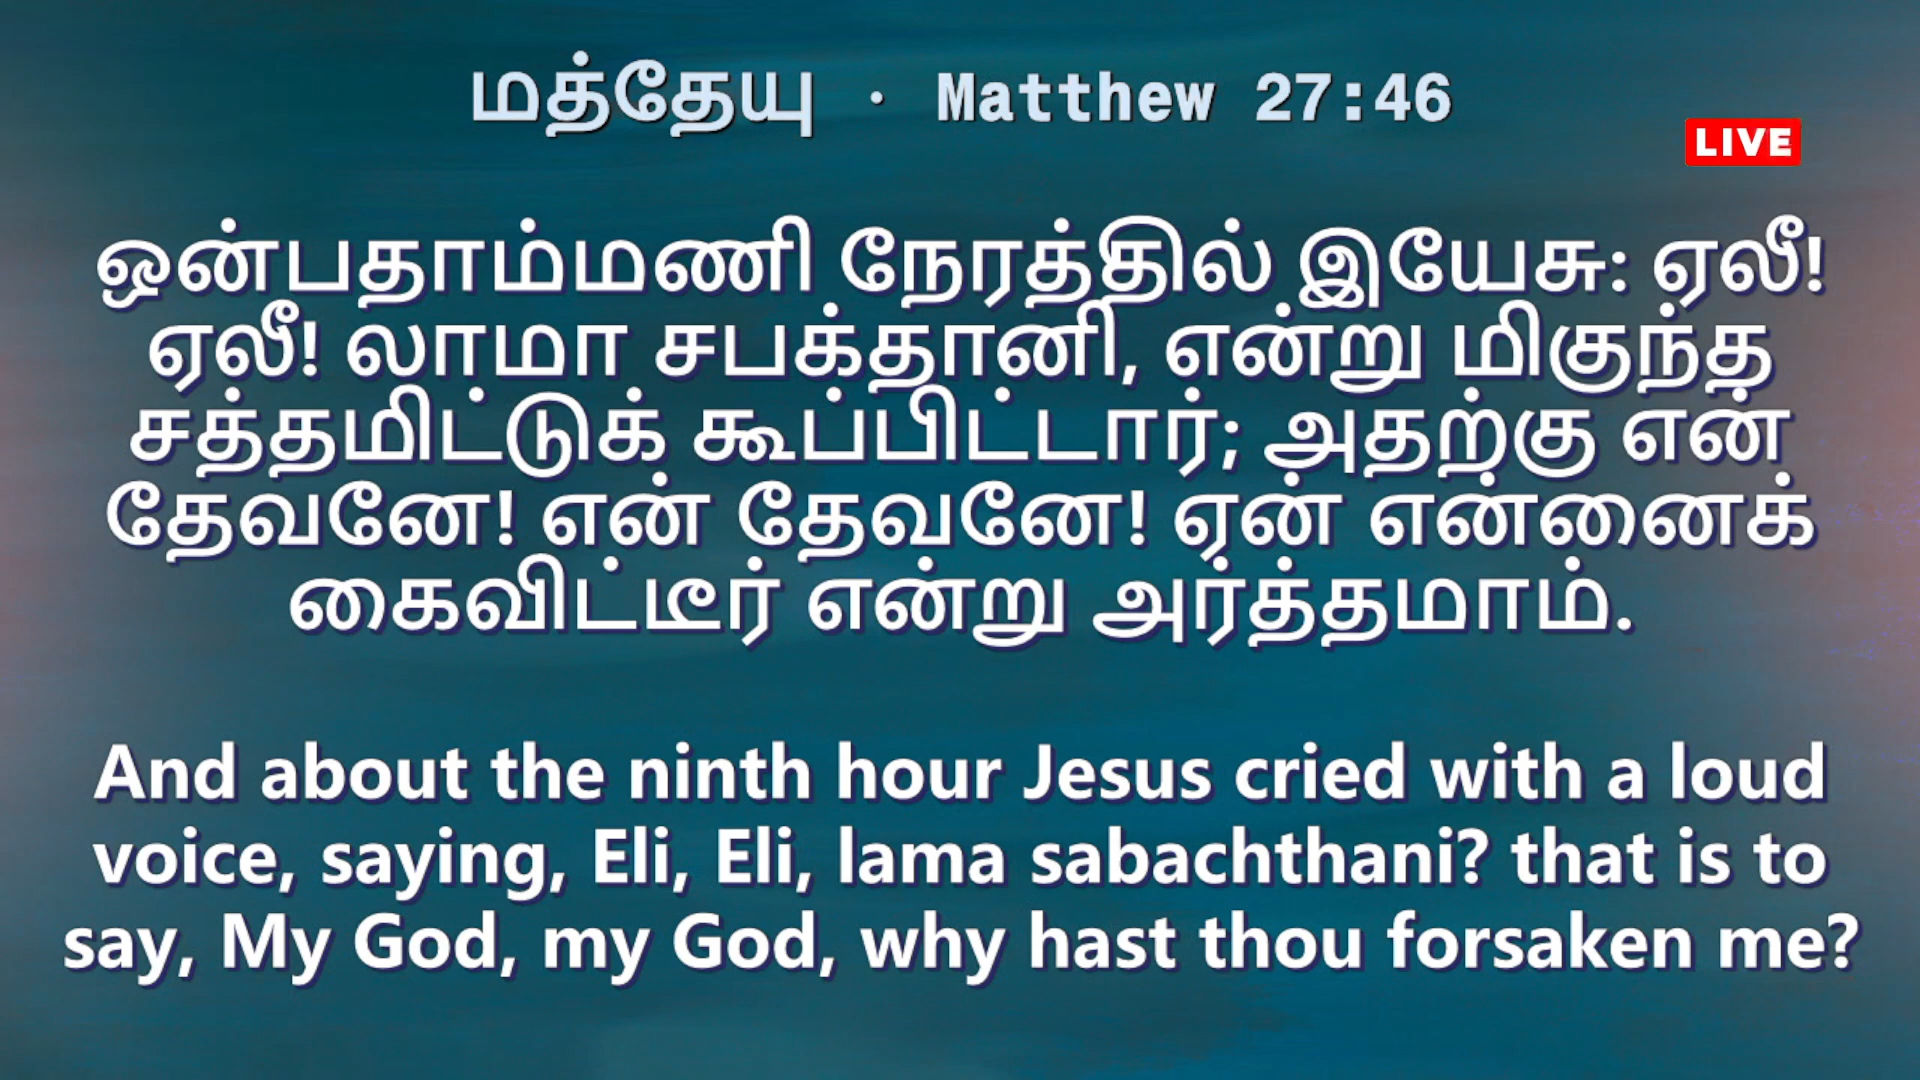 மத்தேயு · Matthew 27:46
LIVE
ஒன்பதாம்மணி நேரத்தில் இயேசு: ஏலீ!
ஏலீ! லாமா சபக்தானி, என்று மிகுந்த
சத்தமிட்டுக் கூப்பிட்டார்; அதற்கு என்
தேவனே! என் தேவனே! ஏன் என்னைக்
கைவிட்டீர் என்று அர்த்தமாம்.
And about the ninth hour Jesus cried with a loud
voice, saying, Eli, Eli, lama sabachthani? that is to
say, My God, my God, why hast thou forsaken me?